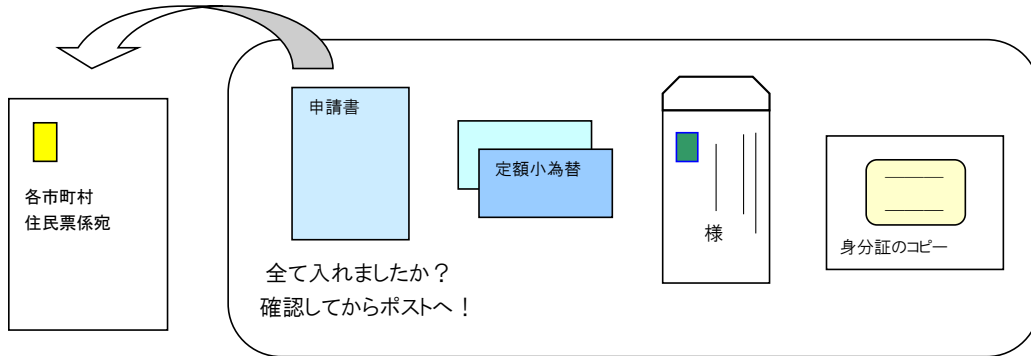 各市町村
住民票係宛
申請書
定額小為替
様
身分証のコピー
全て入れましたか？
確認してからポストへ！